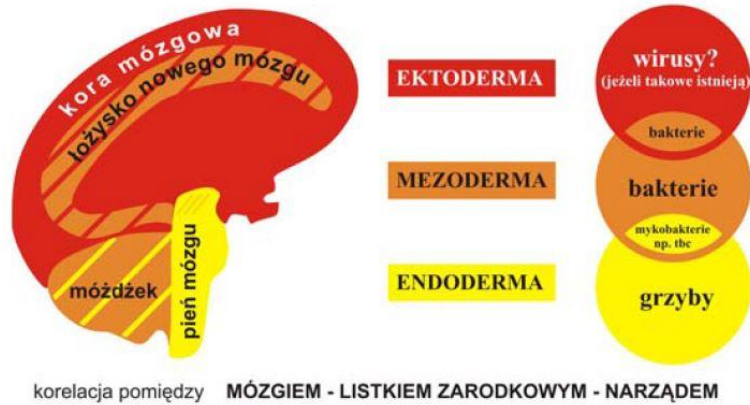 kora mózgowa
łożysko nowego mózgu
móżdżek
pień mózgu
EKTODERMA
MEZODERMA
ENDODERMA
wirusy?
(jeżeli takowe istnieją)
bakterie
bakterie
mykobakterie
np. tbc
grzyby
korelacja pomiędzy MÓZGIEM - LISTKIEM ZARODKOWYM - NARZĄDEM